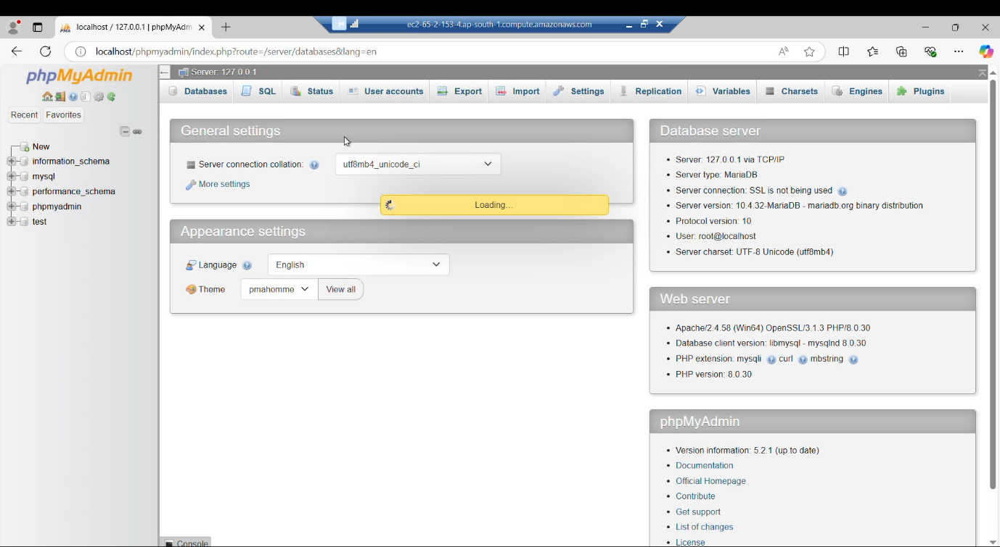 localhost / 127.0.0.1 | phpMyAdm
ec2-65-2-153-4.ap-south-1.compute.amazonaws.com
localhost/phpmyadmin/index.php?route=/server/databases&lang=en
phpMyAdmin
Recent Favorites
New
information_schema
mysql
performance_schema
phpmyadmin
test
Server: 127.0.0.1
Databases SQL Status User accounts Export Import Settings Replication Variables Charsets Engines Plugins
General settings
Server connection collation: utf8mb4_unicode_ci
More settings
Loading...
Appearance settings
Language English
Theme pmahomme View all
Database server
• Server: 127.0.0.1 via TCP/IP
• Server type: MariaDB
• Server connection: SSL is not being used
• Server version: 10.4.32-MariaDB - mariadb.org binary distribution
• Protocol version: 10
• User: root@localhost
• Server charset: UTF-8 Unicode (utf8mb4)
Web server
• Apache/2.4.58 (Win64) OpenSSL/3.1.3 PHP/8.0.30
• Database client version: libmysql - mysqlnd 8.0.30
• PHP extension: mysqli curl mbstring
• PHP version: 8.0.30
phpMyAdmin
• Version information: 5.2.1 (up to date)
• Documentation
• Official Homepage
• Contribute
• Get support
• List of changes
• License
Console